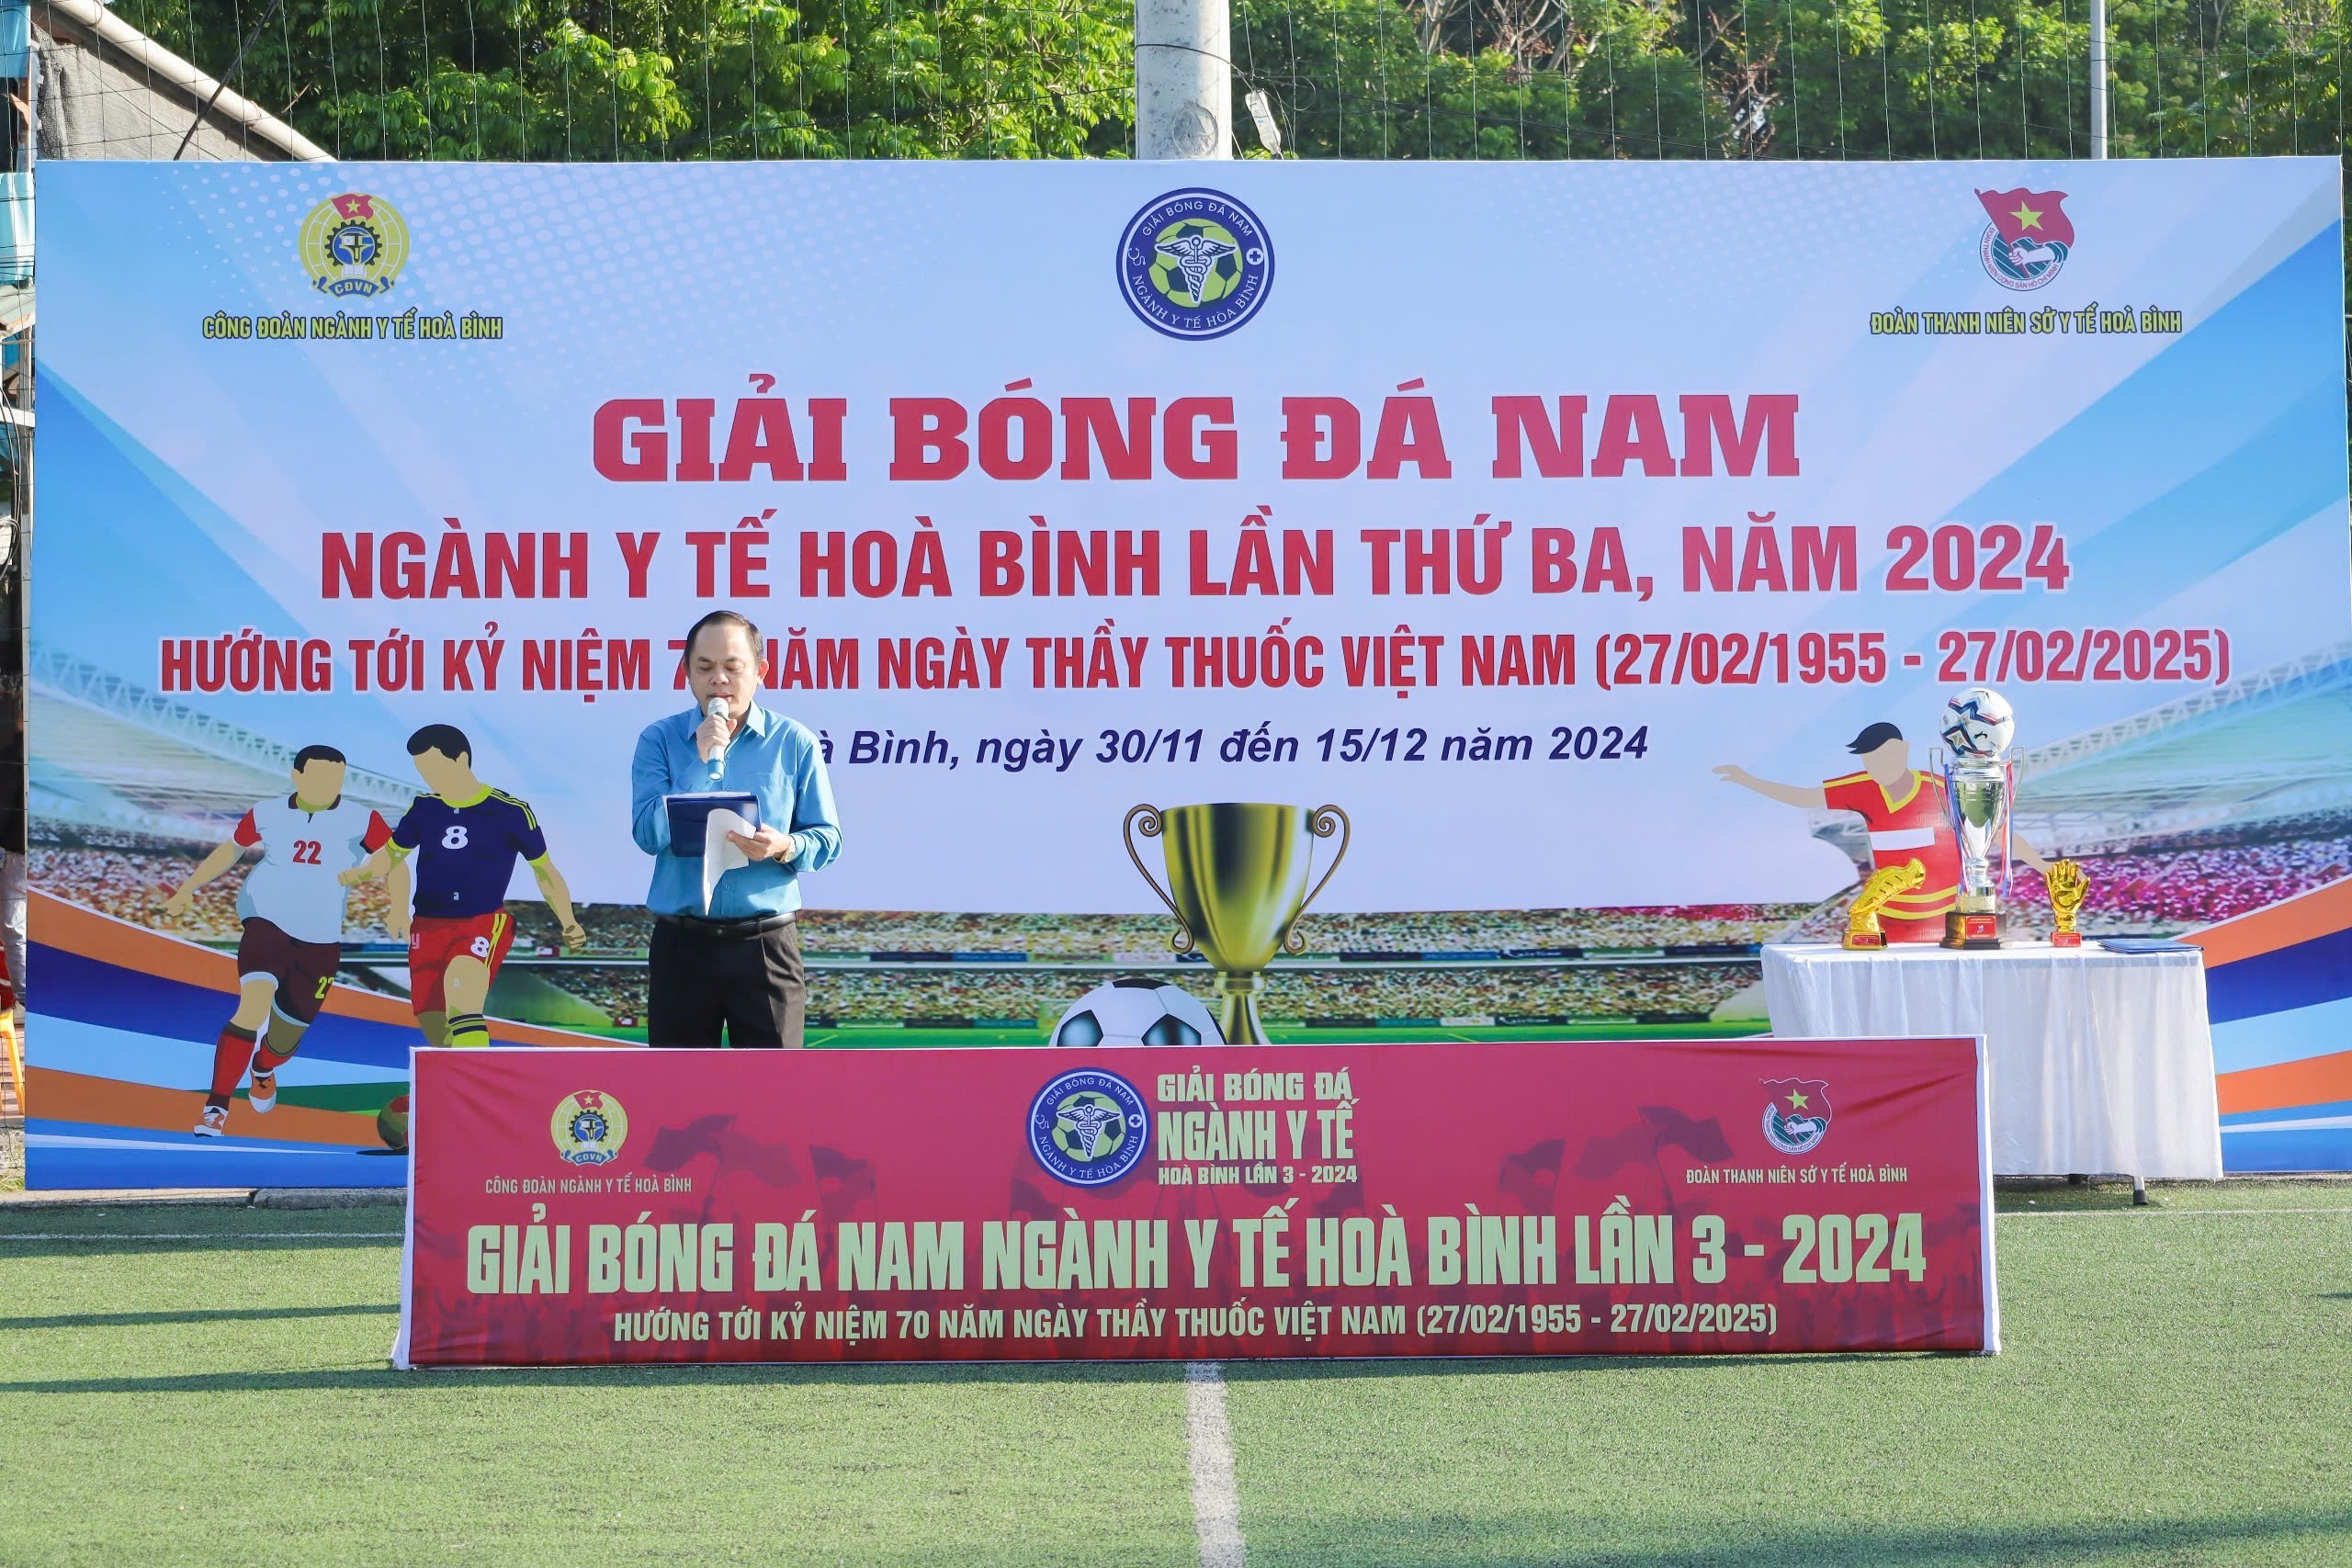 CĐVN
CÔNG ĐOÀN NGÀNH Y TẾ HOÀ BÌNH
GIẢI BÓNG ĐÁ NAM
NGÀNH Y TẾ HÒA BÌNH
ĐOÀN THANH NIÊN SỞ Y TẾ HOÀ BÌNH
GIẢI BÓNG ĐÁ NAM
NGÀNH Y TẾ HOÀ BÌNH LẦN THỨ BA, NĂM 2024
HƯỚNG TỚI KỶ NIỆM 7 NĂM NGÀY THẦY THUỐC VIỆT NAM (27/02/1955 - 27/02/2025)
à Bình, ngày 30/11 đến 15/12 năm 2024
22
8
8
CĐVN
CÔNG ĐOÀN NGÀNH Y TẾ HOÀ BÌNH
GIẢI BÓNG ĐÁ NAM
NGÀNH Y TẾ HÒA BÌNH
GIẢI BÓNG ĐÁ
NGÀNH Y TẾ
HOÀ BÌNH LẦN 3 - 2024
ĐOÀN THANH NIÊN SỞ Y TẾ HOÀ BÌNH
GIẢI BÓNG ĐÁ NAM NGÀNH Y TẾ HOÀ BÌNH LẦN 3 - 2024
HƯỚNG TỚI KỶ NIỆM 70 NĂM NGÀY THẦY THUỐC VIỆT NAM (27/02/1955 - 27/02/2025)